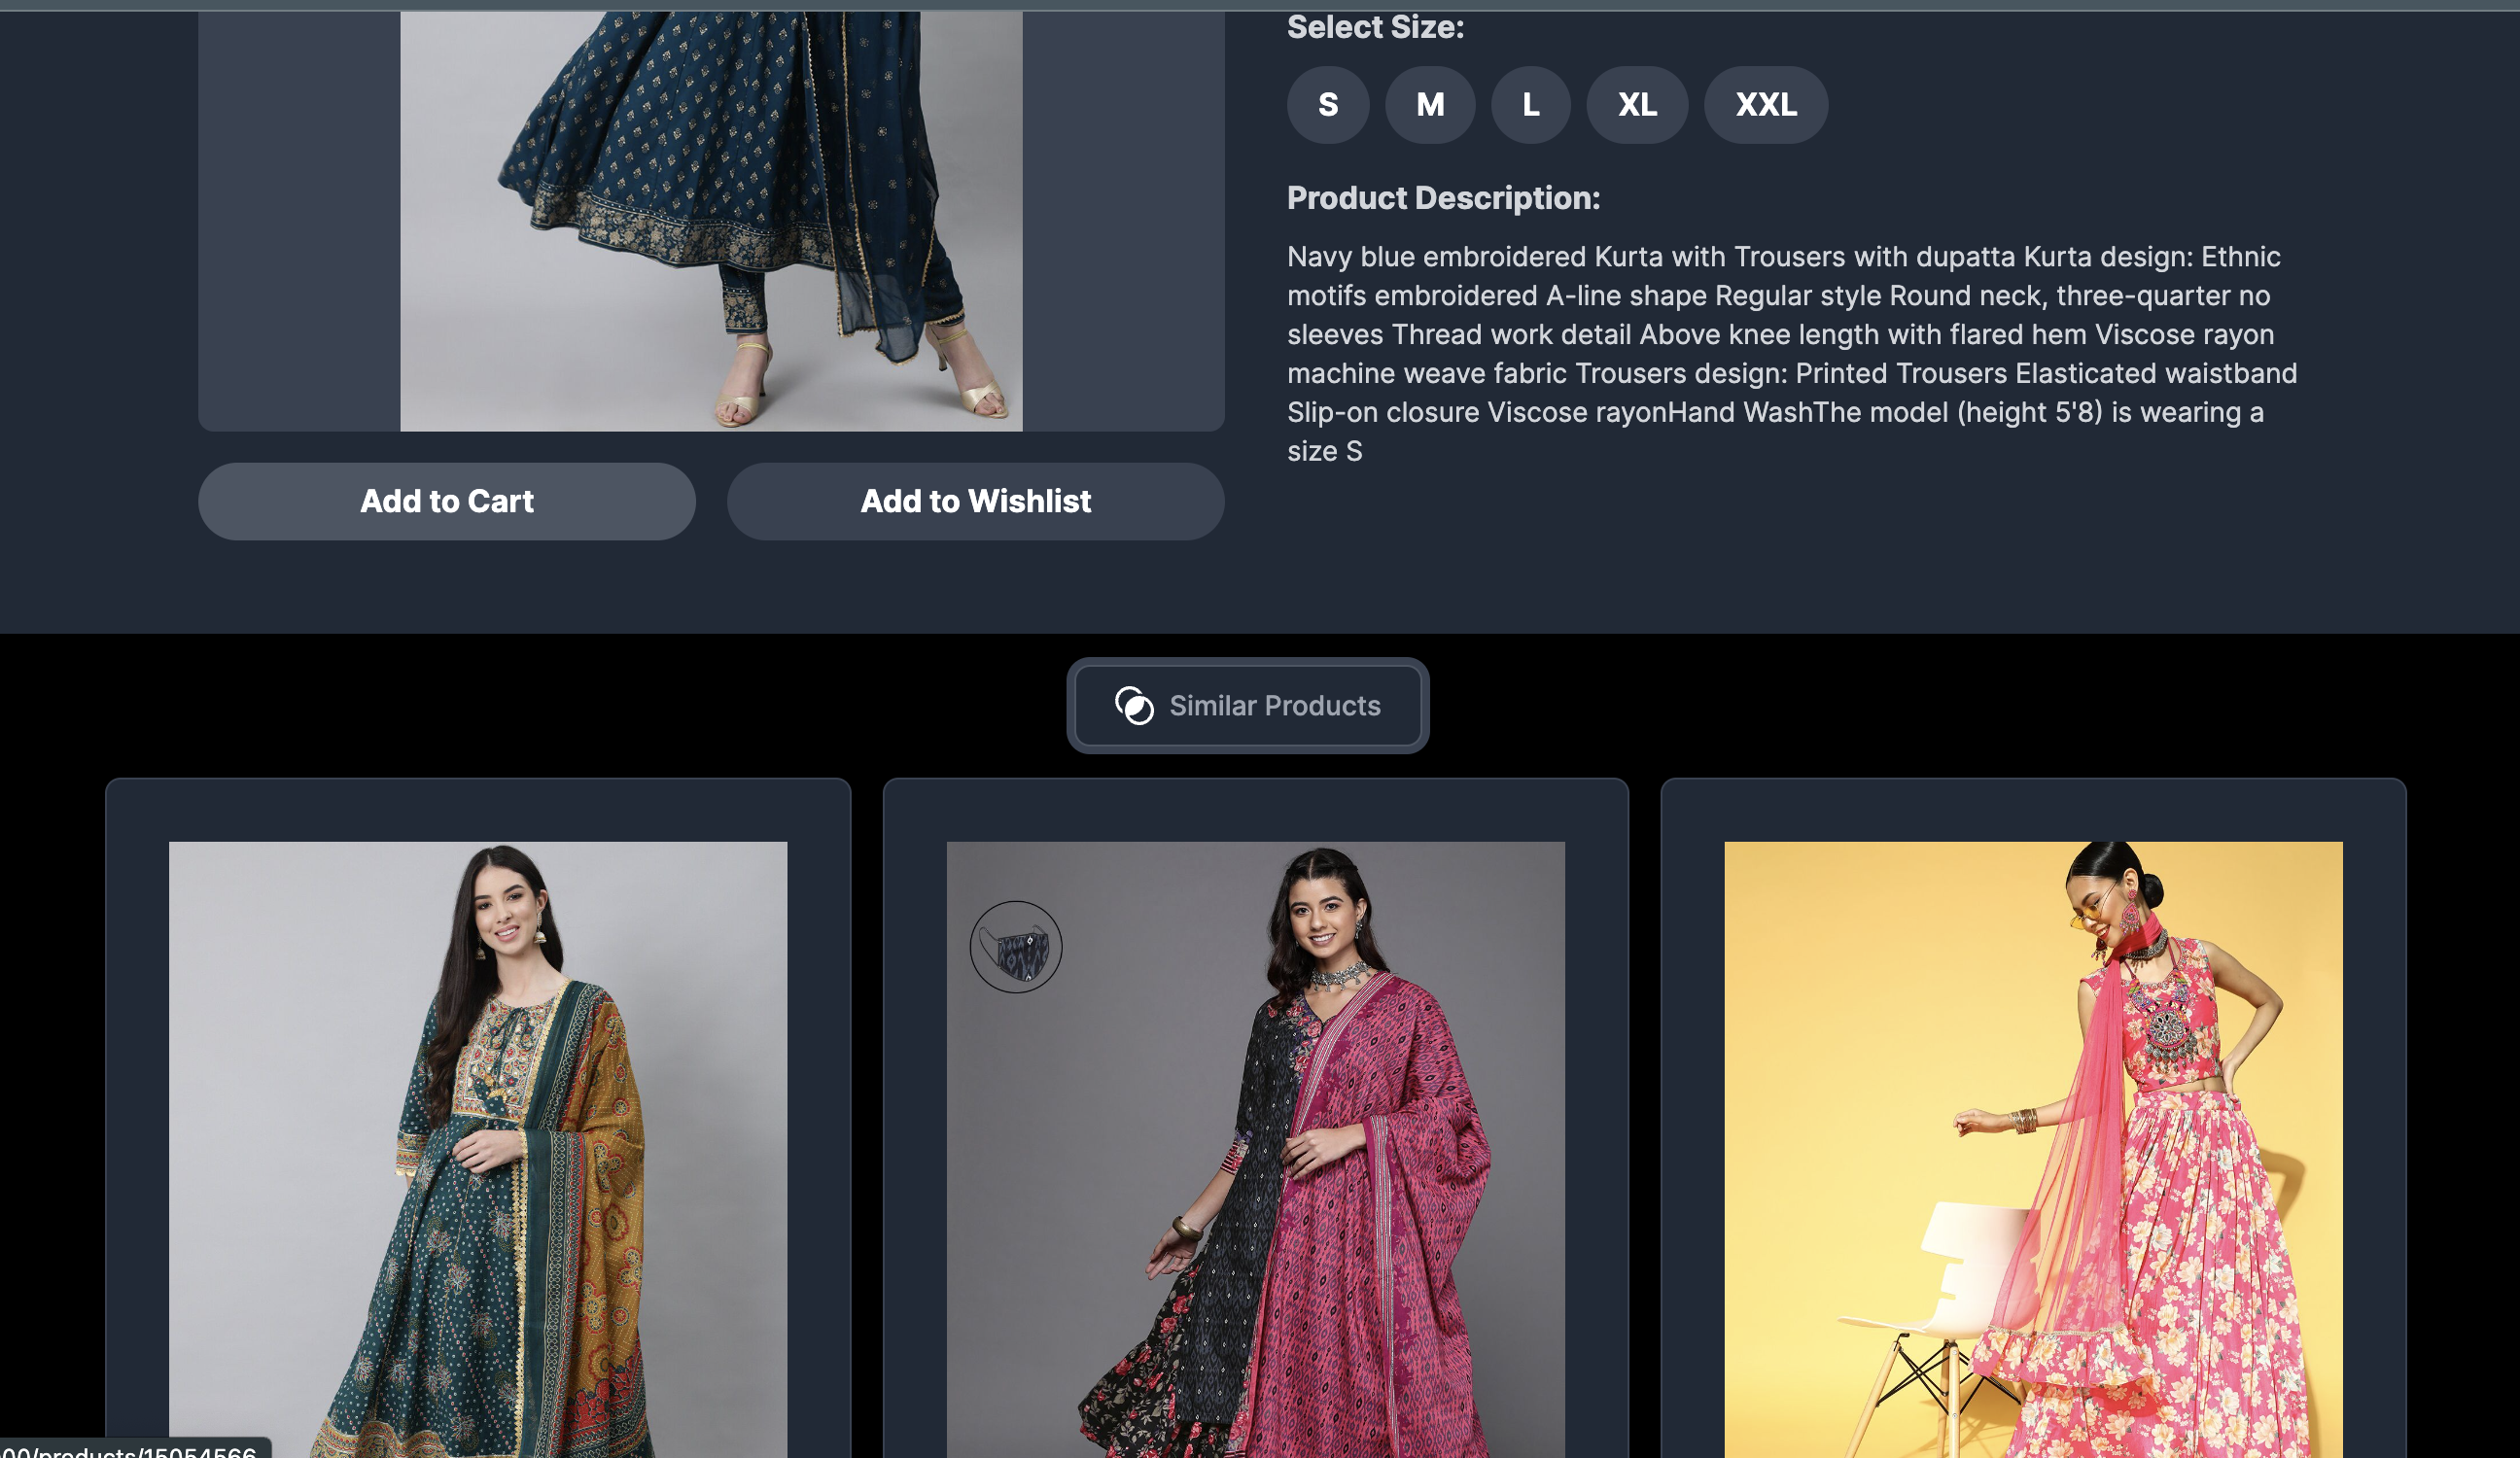 Select Size:
S M L XL XXL
Product Description:
Navy blue embroidered Kurta with Trousers with dupatta Kurta design: Ethnic
motifs embroidered A-line shape Regular style Round neck, three-quarter no
sleeves Thread work detail Above knee length with flared hem Viscose rayon
machine weave fabric Trousers design: Printed Trousers Elasticated waistband
Slip-on closure Viscose rayonHand WashThe model (height 5'8) is wearing a
size S
Add to Cart Add to Wishlist
Similar Products
00/products/15054566